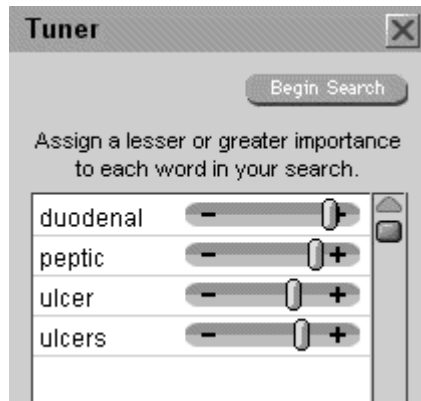 Tuner
Begin Search
Assign a lesser or greater importance
to each word in your search.
duodenal - +
peptic - +
ulcer - +
ulcers - +